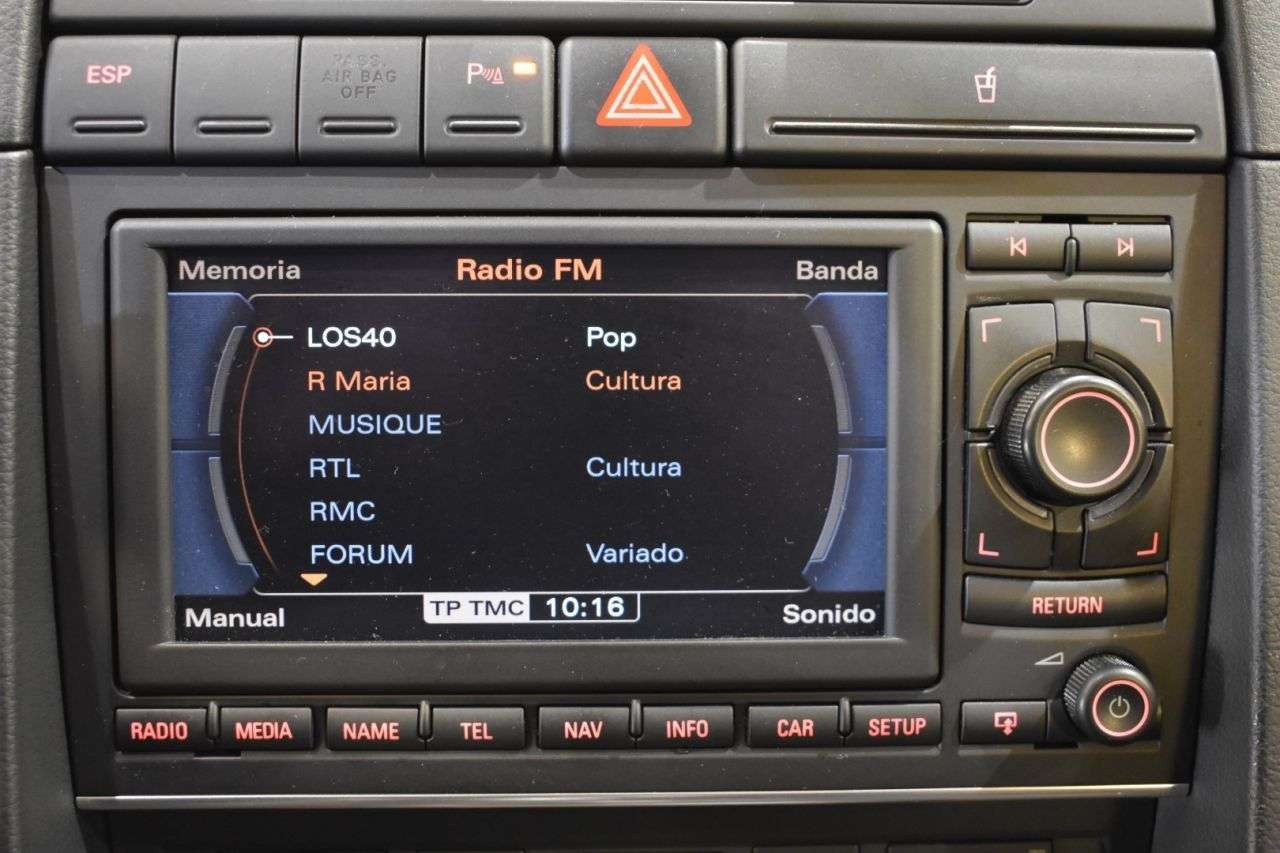 ESP
PASS.
AIR BAG
OFF
P
Memoria Radio FM Banda
LOS40 Pop
R Maria Cultura
MUSIQUE
RTL Cultura
RMC
FORUM Variado
Manual TP TMC 10:16 Sonido
RETURN
RADIO MEDIA NAME TEL NAV INFO CAR SETUP